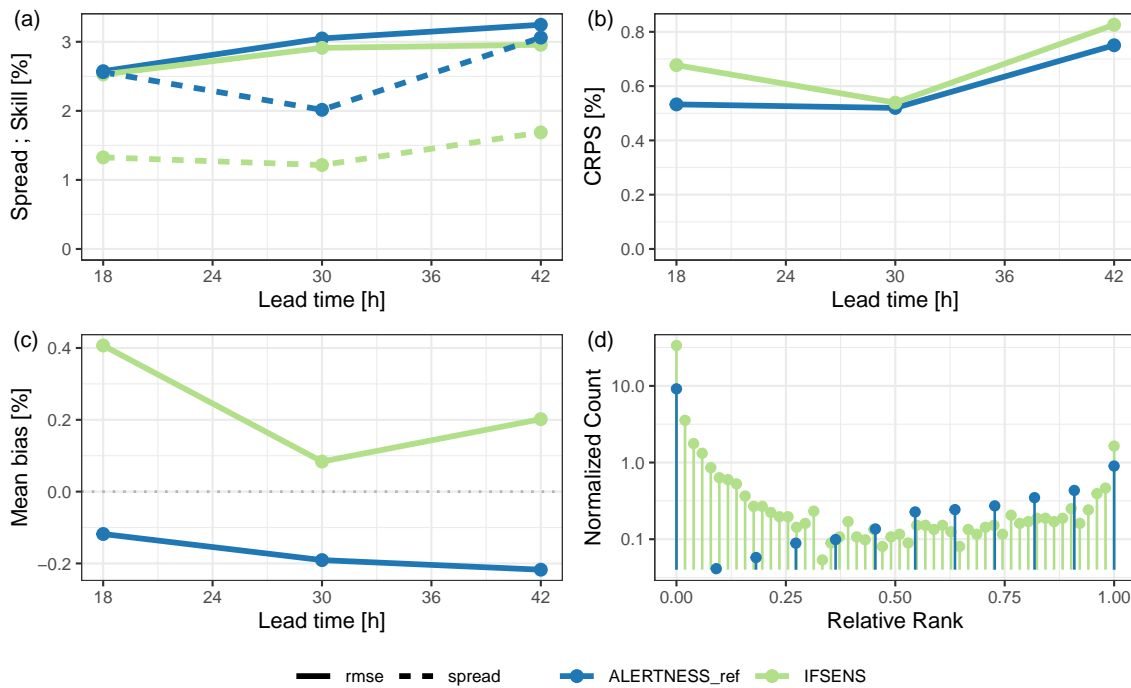 (a)
Spread ; Skill [%]
3
2
1
0
18 24 30 36 42
Lead time [h]
(b)
CRPS [%]
0.8
0.6
0.4
0.2
0.0
18 24 30 36 42
Lead time [h]
(c)
Mean bias [%]
0.4
0.2
0.0
−0.2
18 24 30 36 42
Lead time [h]
(d)
Normalized Count
10.0
1.0
0.1
0.00 0.25 0.50 0.75 1.00
Relative Rank
rmse spread ALERTNESS_ref IFSENS